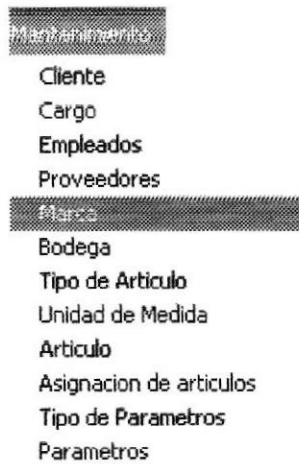 Mantenimiento
Cliente
Cargo
Empleados
Proveedores
Marca
Bodega
Tipo de Articulo
Unidad de Medida
Articulo
Asignacion de articulos
Tipo de Parametros
Parametros